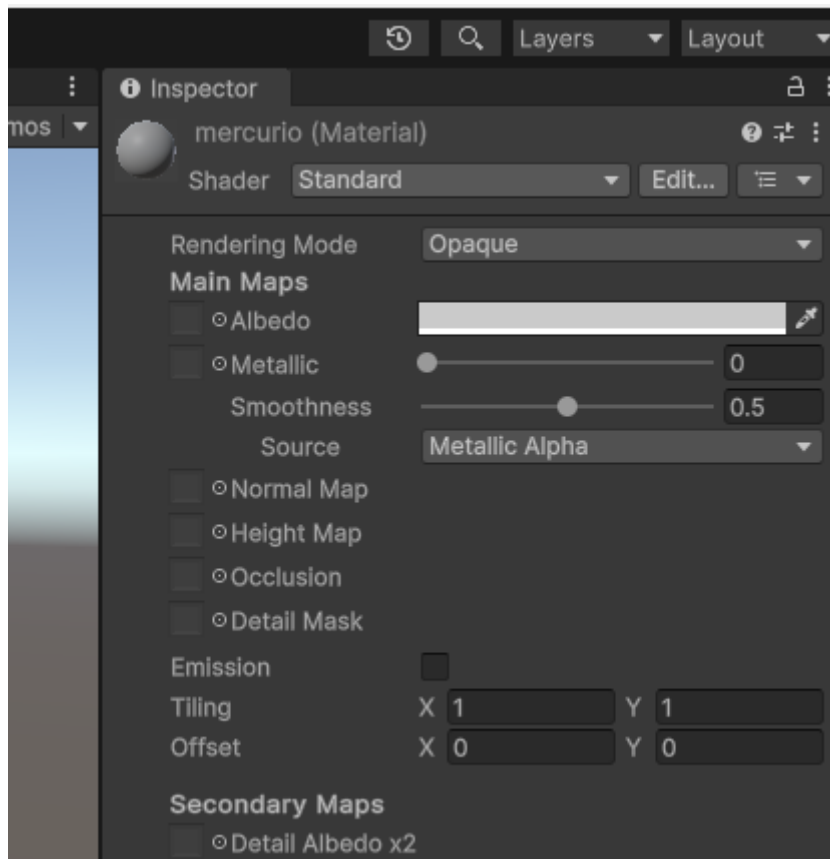 Layers Layout
Inspector
mos
mercurio (Material)
Shader Standard Edit...
Rendering Mode Opaque
Main Maps
Albedo
Metallic 0
Smoothness 0.5
Source Metallic Alpha
Normal Map
Height Map
Occlusion
Detail Mask
Emission
Tiling X 1 Y 1
Offset X 0 Y 0
Secondary Maps
Detail Albedo x2